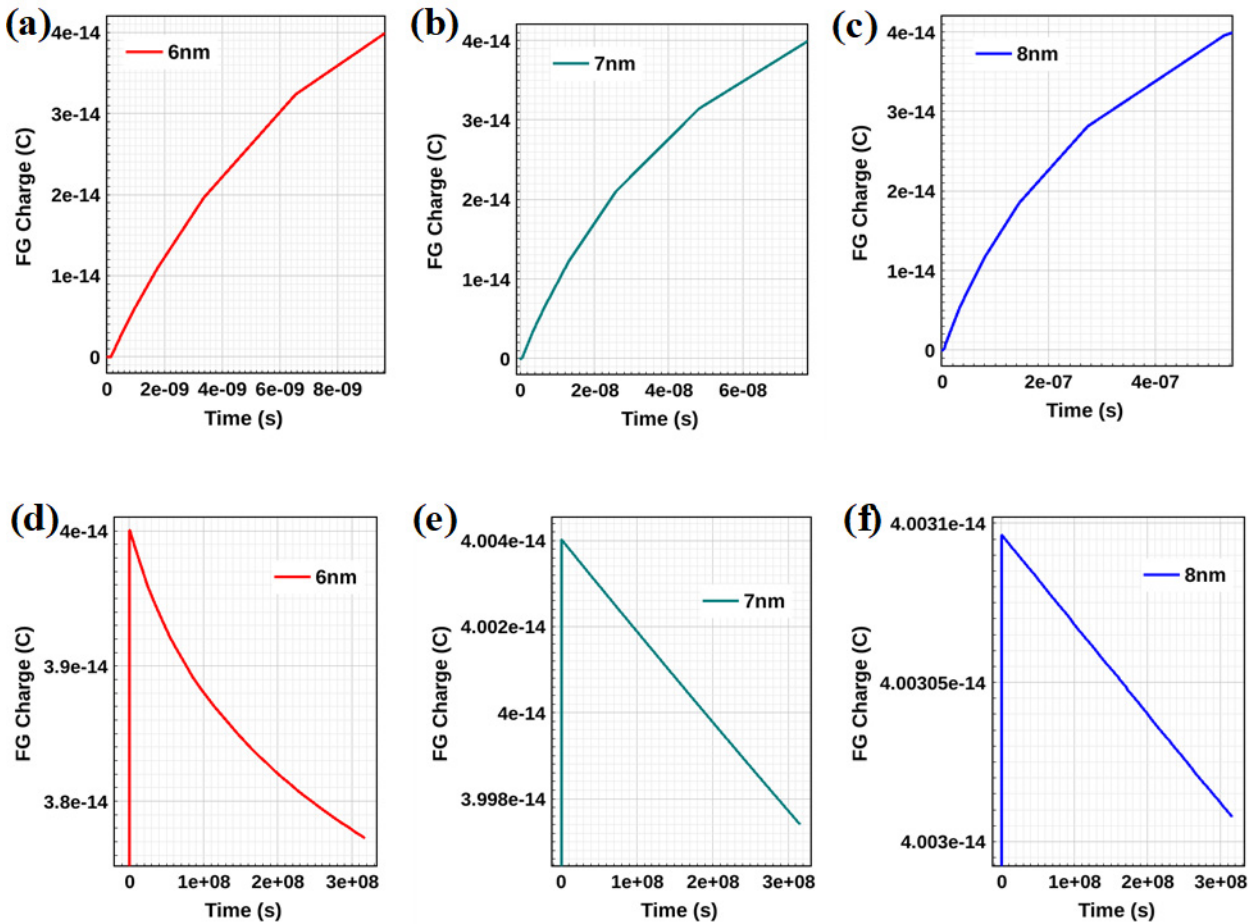 (a)
6nm
FG Charge (C)
4e-14
3e-14
2e-14
1e-14
0
0 2e-09 4e-09 6e-09 8e-09
Time (s)
(b)
7nm
FG Charge (C)
4e-14
3e-14
2e-14
1e-14
0
0 2e-08 4e-08 6e-08
Time (s)
(c)
8nm
FG Charge (C)
4e-14
3e-14
2e-14
1e-14
0
0 2e-07 4e-07
Time (s)
(d)
6nm
FG Charge (C)
4e-14
3.9e-14
3.8e-14
0 1e+08 2e+08 3e+08
Time (s)
(e)
7nm
FG Charge (C)
4.004e-14
4.002e-14
4e-14
3.998e-14
0 1e+08 2e+08 3e+08
Time (s)
(f)
8nm
FG Charge (C)
4.0031e-14
4.00305e-14
4.003e-14
0 1e+08 2e+08 3e+08
Time (s)